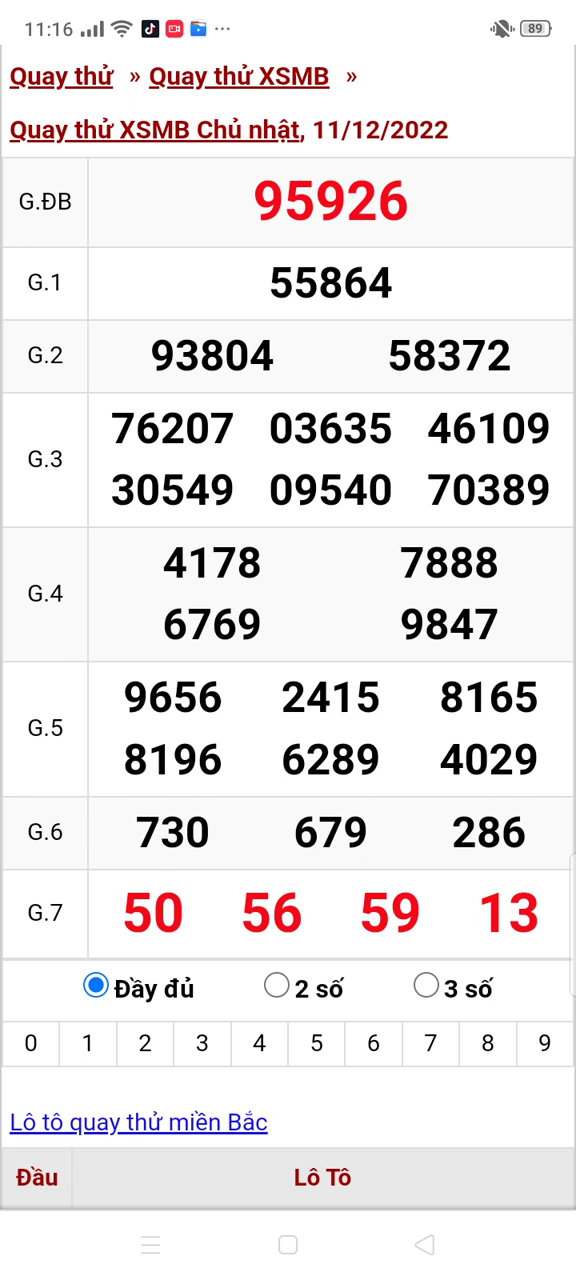 11:16 89
Quay thử » Quay thử XSMB »
Quay thử XSMB Chủ nhật, 11/12/2022
G.ĐB 95926
G.1 55864
G.2 93804 58372
G.3 76207 03635 46109
30549 09540 70389
G.4 4178 7888
6769 9847
G.5 9656 2415 8165
8196 6289 4029
G.6 730 679 286
G.7 50 56 59 13
Đầy đủ 2 số 3 số
0 1 2 3 4 5 6 7 8 9
Lô tô quay thử miền Bắc
Đầu Lô Tô